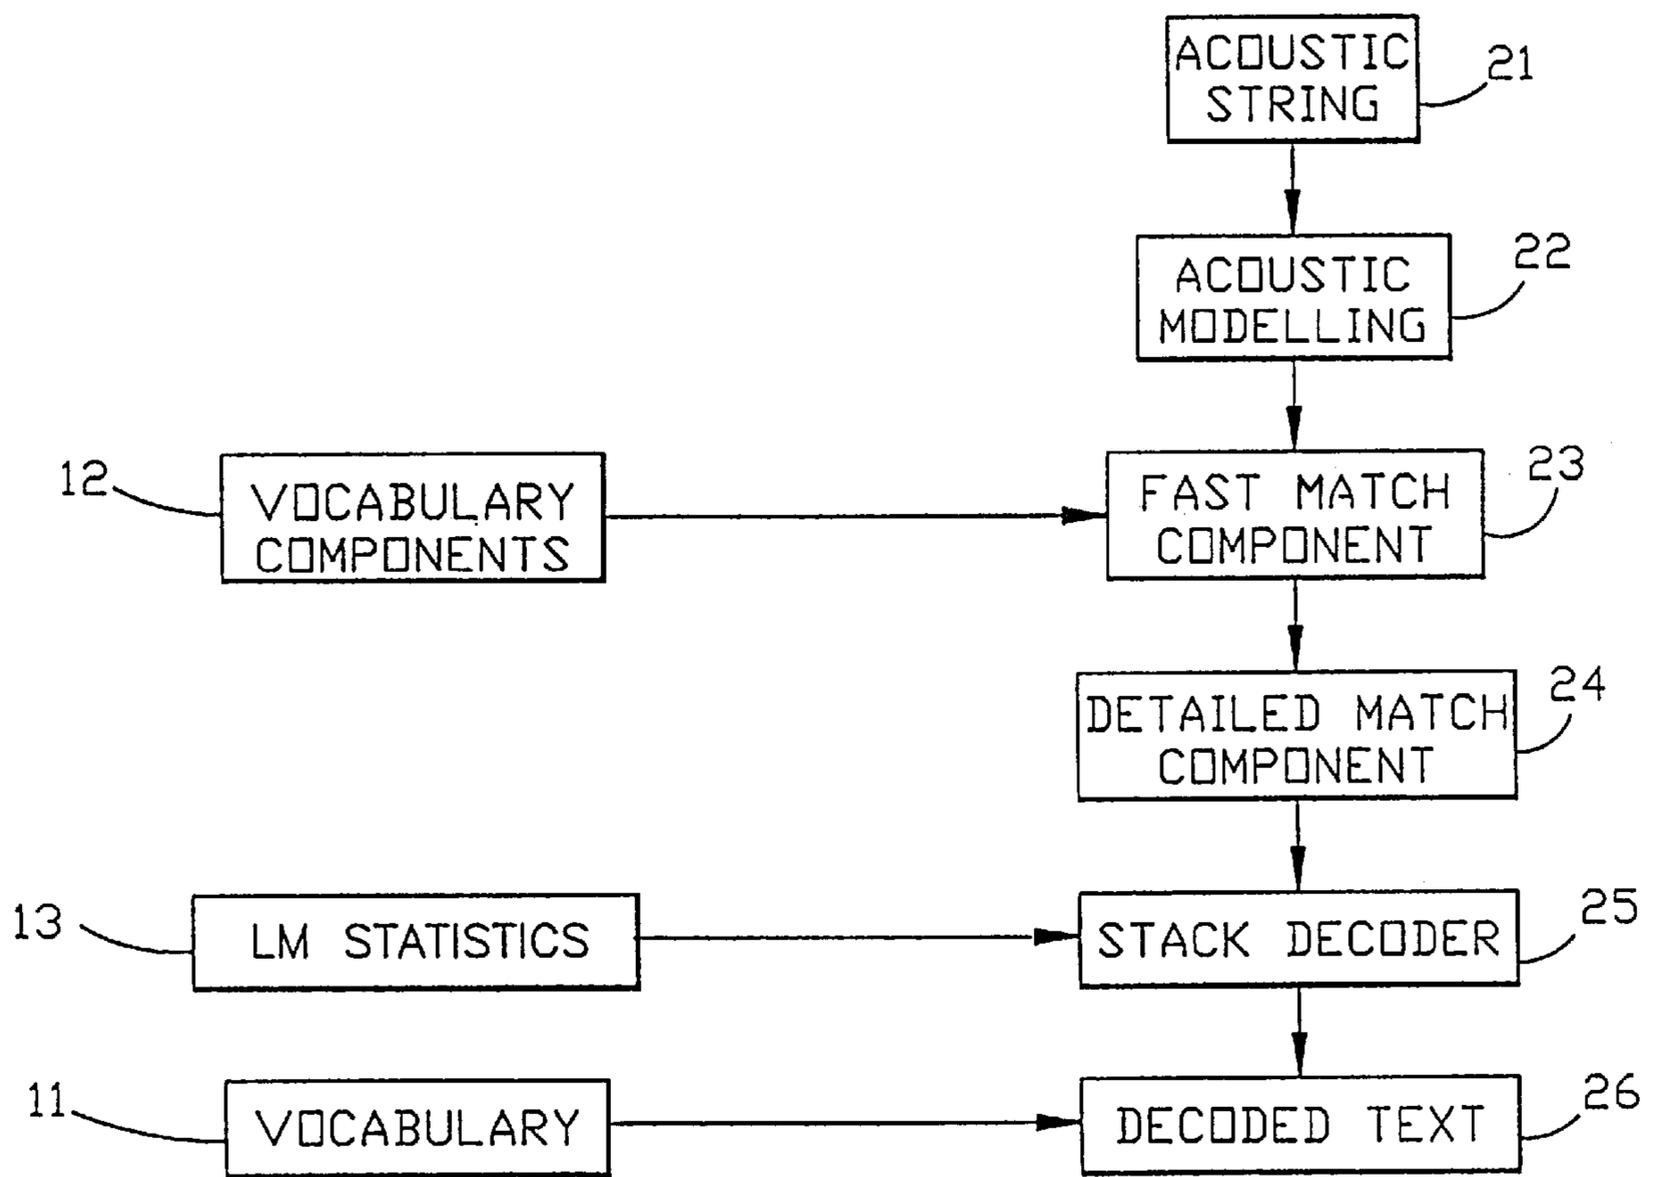 ACOUSTIC
STRING
21
ACOUSTIC
MODELLING
22
12
VOCABULARY
COMPONENTS
FAST MATCH
COMPONENT
23
DETAILED MATCH
COMPONENT
24
13
LM STATISTICS
STACK DECODER
25
11
VOCABULARY
DECODED TEXT
26